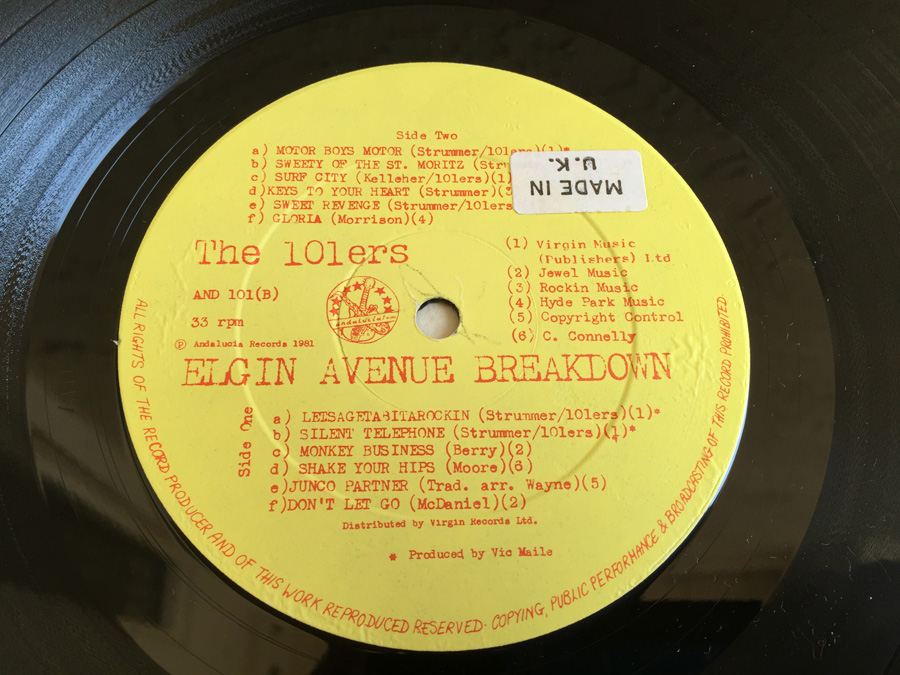 Side Two
a) MOTOR BOYS MOTOR (Strummer/101ers)(1)*
b) SWEETY OF THE ST. MORITZ
c) SURF CITY (Kelleher/101ers)(1)
d)KEYS TO YOUR HEART (Strummer)(3
e) SWEET REVENGE (Strummer/101ers
f) GLORIA (Morrison)(4)
MADE IN
U.K.
The 101ers
AND 101(B)
33 rpm
Ⓟ Andalucia Records 1981
andalucia!
(1) Virgin Music
(Publishers) Ltd
(2) Jewel Music
(3) Rockin Music
(4) Hyde Park Music
(5) Copyright Control
(6) C. Connelly
ELGIN AVENUE BREAKDOWN
Side One
a) LETSAGETABITAROCKIN (Strummer/101ers)(1)*
b) SILENT TELEPHONE (Strummer/101ers)(1)*
c) MONKEY BUSINESS (Berry)(2)
d) SHAKE YOUR HIPS (Moore)(6)
e)JUNCO PARTNER (Trad. arr. Wayne)(5)
f)DON'T LET GO (McDaniel)(2)
Distributed by Virgin Records Ltd.
* Produced by Vic Maile
ALL RIGHTS OF THE RECORD PRODUCER AND OF THIS WORK REPRODUCED RESERVED· COPYING, PUBLIC PERFORMANCE & BROADCASTING OF THIS RECORD PROHIBITED